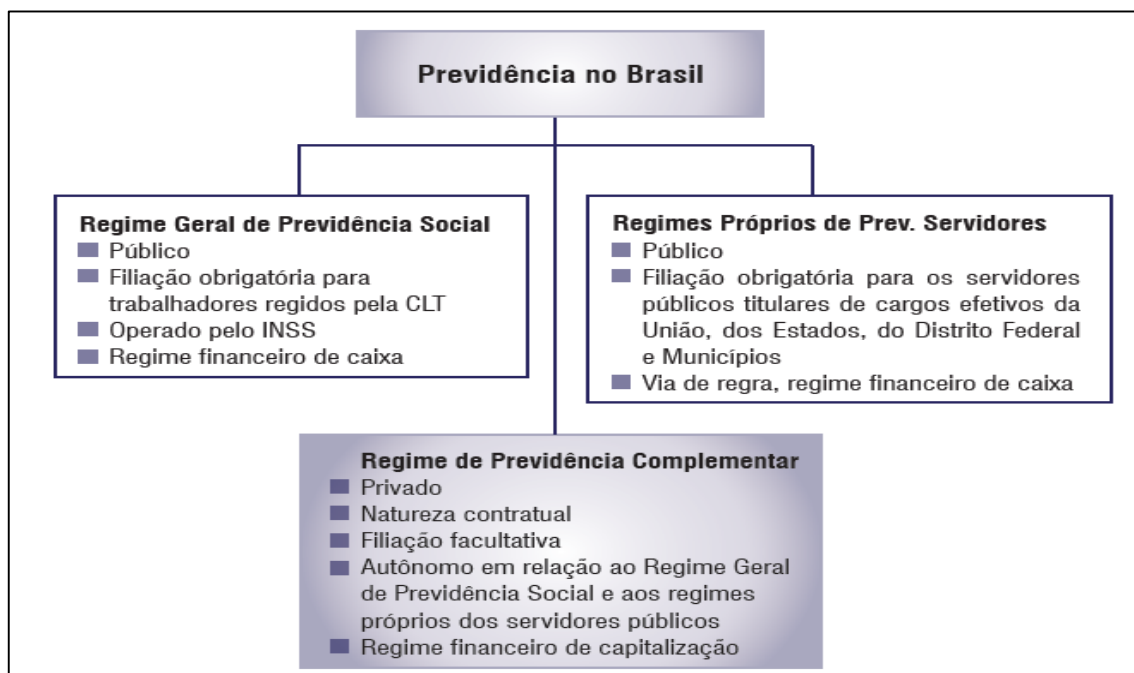 Previdência no Brasil
Regime Geral de Previdência Social
Público
Filiação obrigatória para
trabalhadores regidos pela CLT
Operado pelo INSS
Regime financeiro de caixa
Regimes Próprios de Prev. Servidores
Público
Filiação obrigatória para os servidores
públicos titulares de cargos efetivos da
União, dos Estados, do Distrito Federal
e Municípios
Via de regra, regime financeiro de caixa
Regime de Previdência Complementar
Privado
Natureza contratual
Filiação facultativa
Autônomo em relação ao Regime Geral
de Previdência Social e aos regimes
próprios dos servidores públicos
Regime financeiro de capitalização